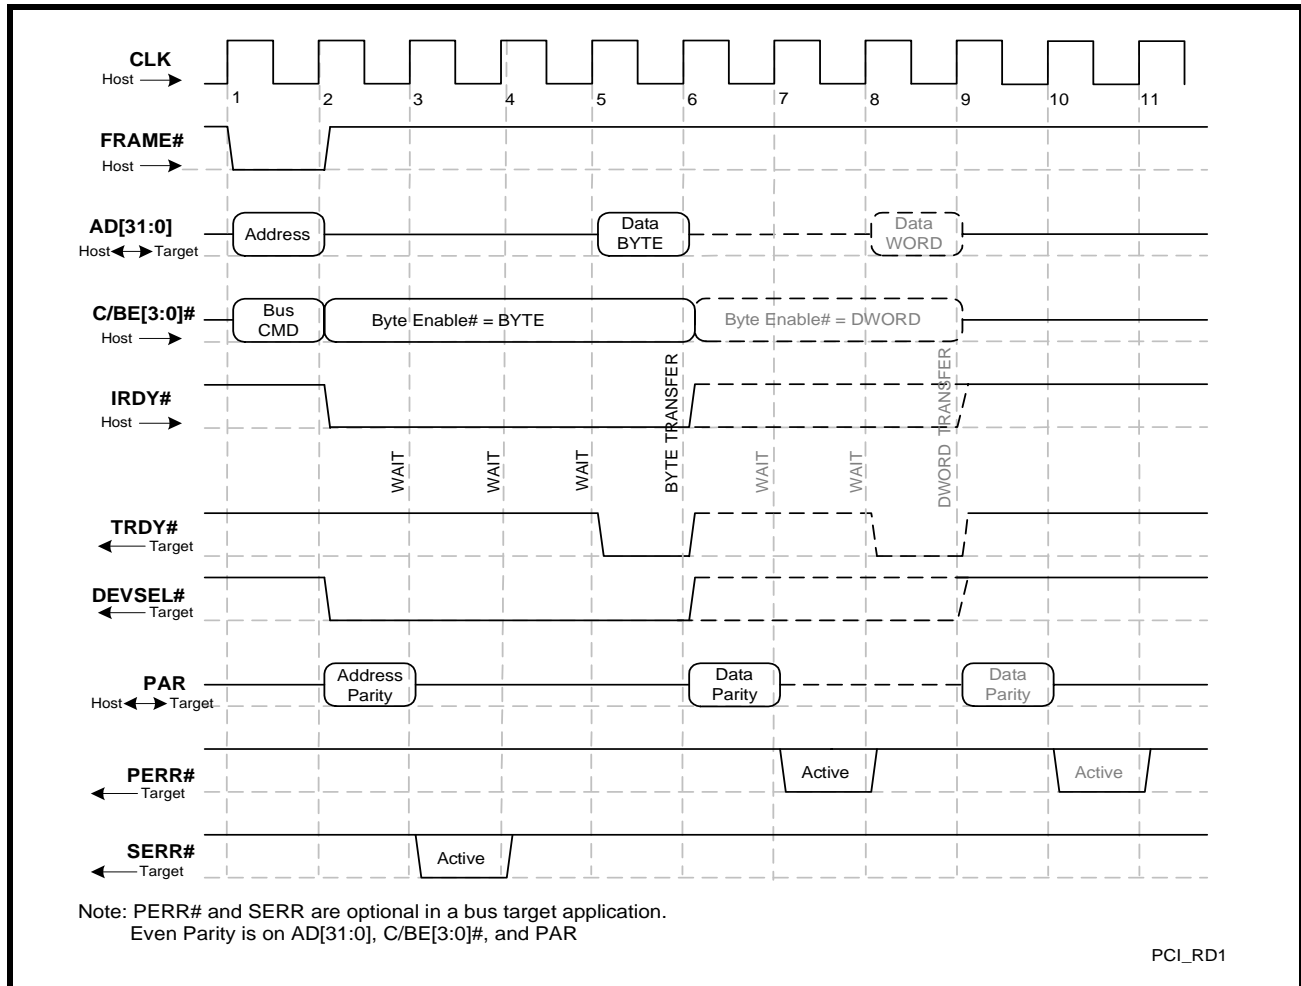 CLK
Host
1 2 3 4 5 6 7 8 9 10 11
FRAME#
Host
AD[31:0]
Host Target
Address
Data
BYTE
Data
WORD
C/BE[3:0]#
Host
Bus
CMD
Byte Enable# = BYTE
Byte Enable# = DWORD
IRDY#
Host
WAIT
WAIT
WAIT
BYTE TRANSFER
WAIT
WAIT
DWORD TRANSFER
TRDY#
Target
DEVSEL#
Target
PAR
Host Target
Address
Parity
Data
Parity
Data
Parity
PERR#
Target
Active
Active
SERR#
Target
Active
Note: PERR# and SERR are optional in a bus target application.
Even Parity is on AD[31:0], C/BE[3:0]#, and PAR
PCI_RD1